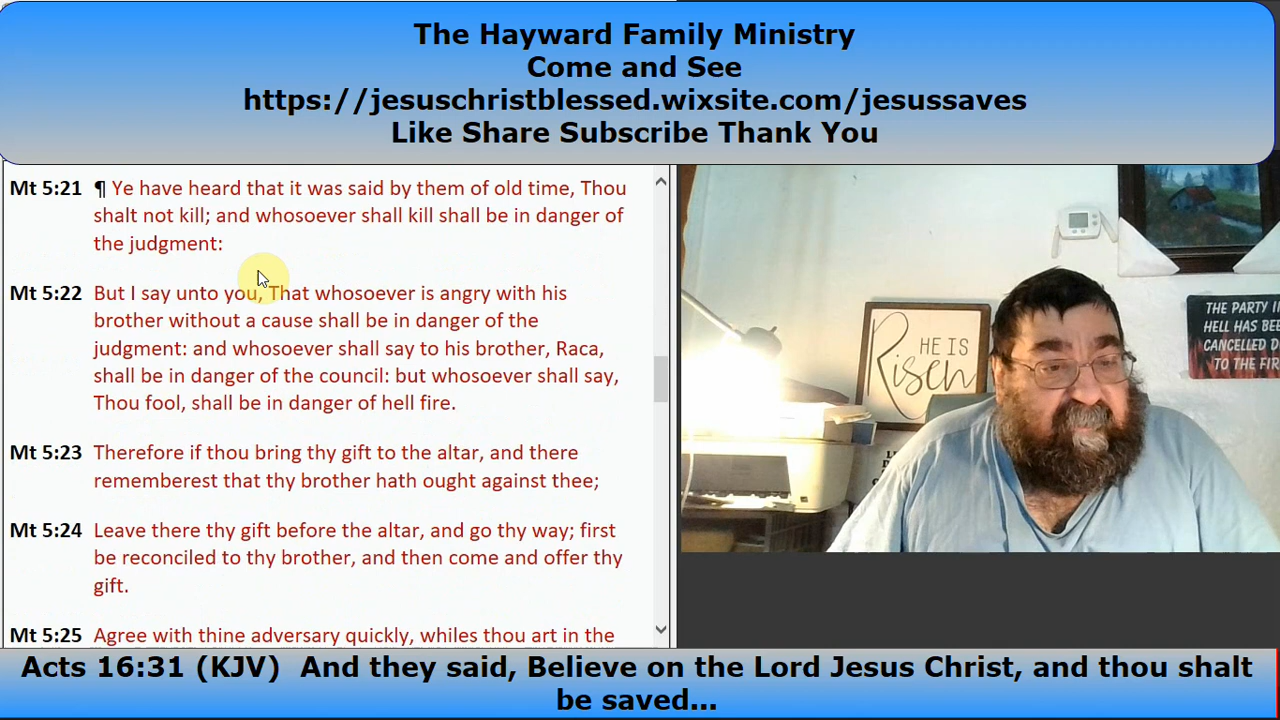 The Hayward Family Ministry
Come and See
https://jesuschristblessed.wixsite.com/jesussaves
Like Share Subscribe Thank You
Mt 5:21 ¶ Ye have heard that it was said by them of old time, Thou
shalt not kill; and whosoever shall kill shall be in danger of
the judgment:
Mt 5:22 But I say unto you, That whosoever is angry with his
brother without a cause shall be in danger of the
judgment: and whosoever shall say to his brother, Raca,
shall be in danger of the council: but whosoever shall say,
Thou fool, shall be in danger of hell fire.
Mt 5:23 Therefore if thou bring thy gift to the altar, and there
rememberest that thy brother hath ought against thee;
Mt 5:24 Leave there thy gift before the altar, and go thy way; first
be reconciled to thy brother, and then come and offer thy
gift.
Mt 5:25 Agree with thine adversary quickly, whiles thou art in the
HE IS
Risen
THE PARTY
HELL HAS
CANCELLED
TO THE
Acts 16:31 (KJV) And they said, Believe on the Lord Jesus Christ, and thou shalt
be saved...